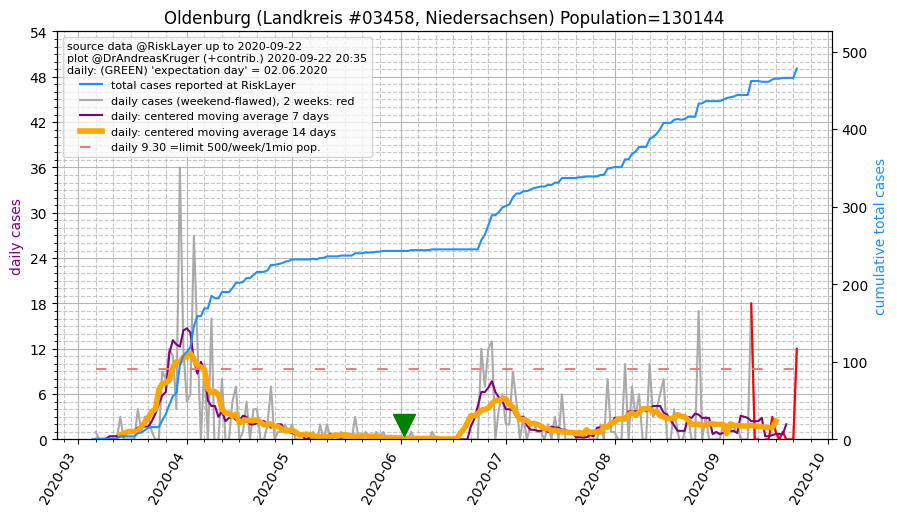 Oldenburg (Landkreis #03458, Niedersachsen) Population=130144
source data @RiskLayer up to 2020-09-22
plot @DrAndreasKruger (+contrib.) 2020-09-22 20:35
daily: (GREEN) 'expectation day' = 02.06.2020
total cases reported at RiskLayer
daily cases (weekend-flawed), 2 weeks: red
daily: centered moving average 7 days
daily: centered moving average 14 days
daily 9.30 =limit 500/week/1mio pop.
daily cases
54
48
42
36
30
24
18
12
6
0
cumulative total cases
500
400
300
200
100
0
2020-03
2020-04
2020-05
2020-06
2020-07
2020-08
2020-09
2020-10